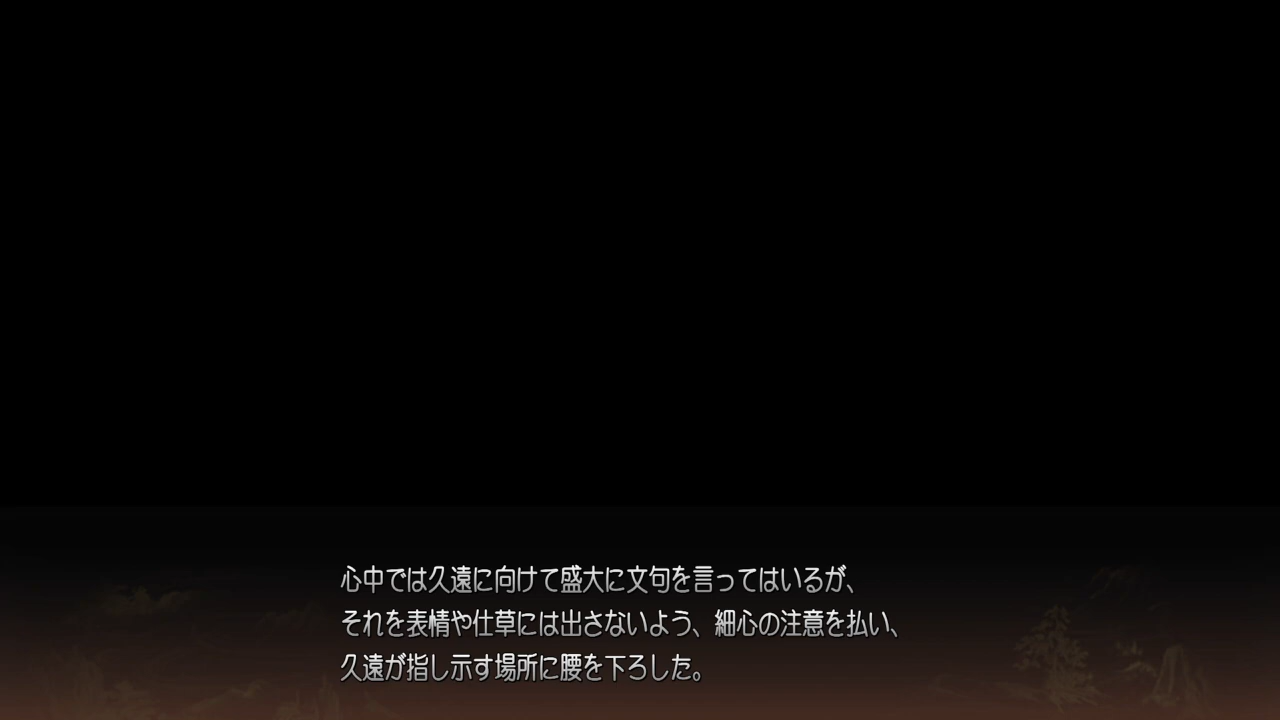 心中では久遠に向けて盛大に文句を言ってはいるが、
それを表情や仕草には出さないよう、細心の注意を払い、
久遠が指し示す場所に腰を下ろした。